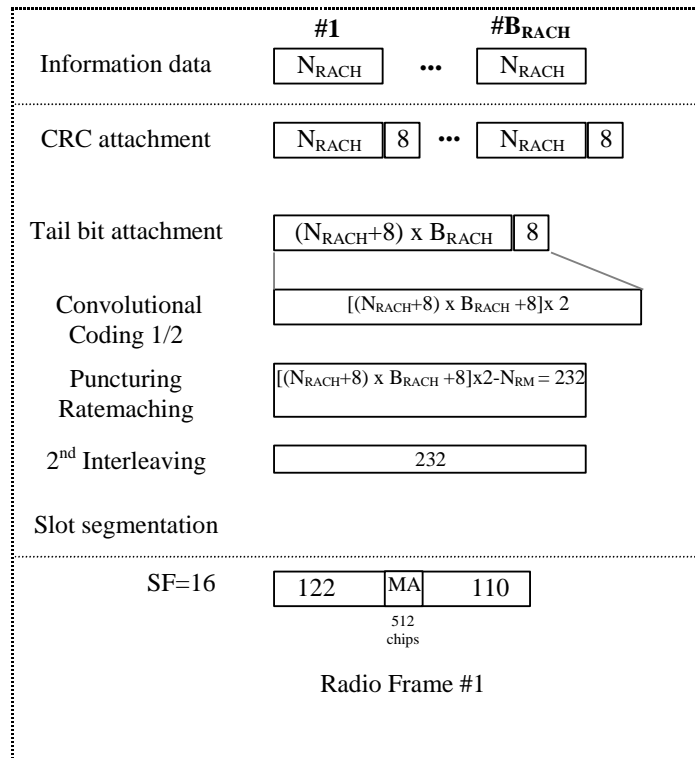 #1 #B_RACH
Information data N_RACH ... N_RACH
CRC attachment N_RACH 8 ... N_RACH 8
Tail bit attachment (N_RACH+8) x B_RACH 8
Convolutional
Coding 1/2
[(N_RACH+8) x B_RACH +8]x 2
Puncturing
Ratemaching
[(N_RACH+8) x B_RACH +8]x2-N_RM = 232
2nd Interleaving 232
Slot segmentation
SF=16 122 MA 110
512
chips
Radio Frame #1